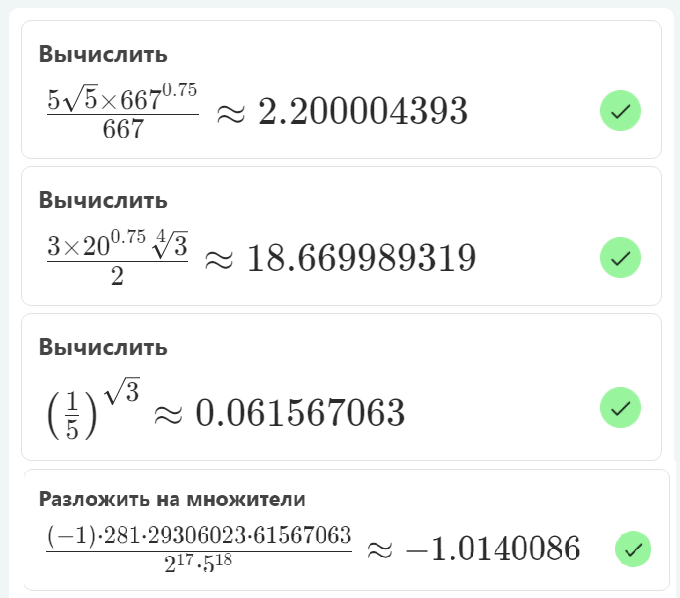 Вычислить
5√5×667^0.75/667 ≈ 2.200004393
Вычислить
3×20^0.75 ∜3/2 ≈ 18.669989319
Вычислить
(1/5)^√3 ≈ 0.061567063
Разложить на множители
(−1)·281·29306023·61567063/2^17·5^18 ≈ −1.0140086